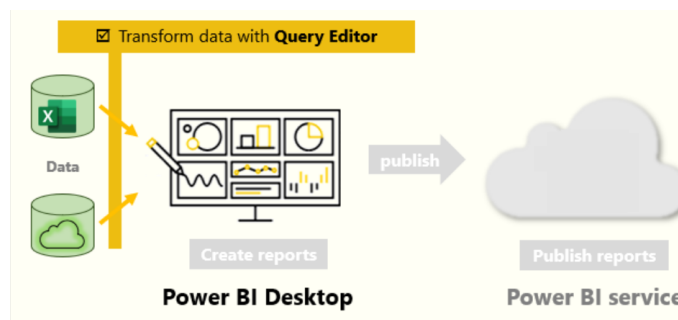 Transform data with Query Editor
X
Data
publish
Create reports
Publish reports
Power BI Desktop
Power BI service